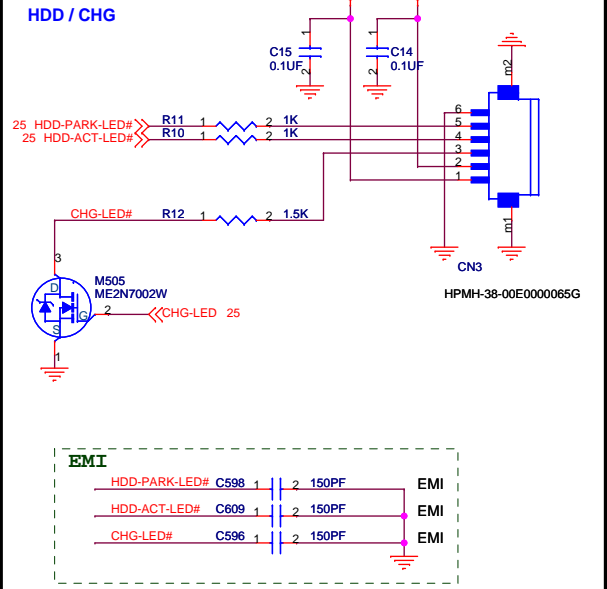 HDD / CHG
1 1
C15 C14
0.1UF 0.1UF
2 2
m2
25 HDD-PARK-LED# R11 1 2 1K
25 HDD-ACT-LED# R10 1 2 1K
6
5
4
3
2
1
CHG-LED# R12 1 2 1.5K
m1
CN3
HPMH-38-00E0000065G
3
M505
ME2N7002W
D
G
S
2
CHG-LED 25
1
EMI
HDD-PARK-LED# C598 1 2 150PF EMI
HDD-ACT-LED# C609 1 2 150PF EMI
CHG-LED# C596 1 2 150PF EMI